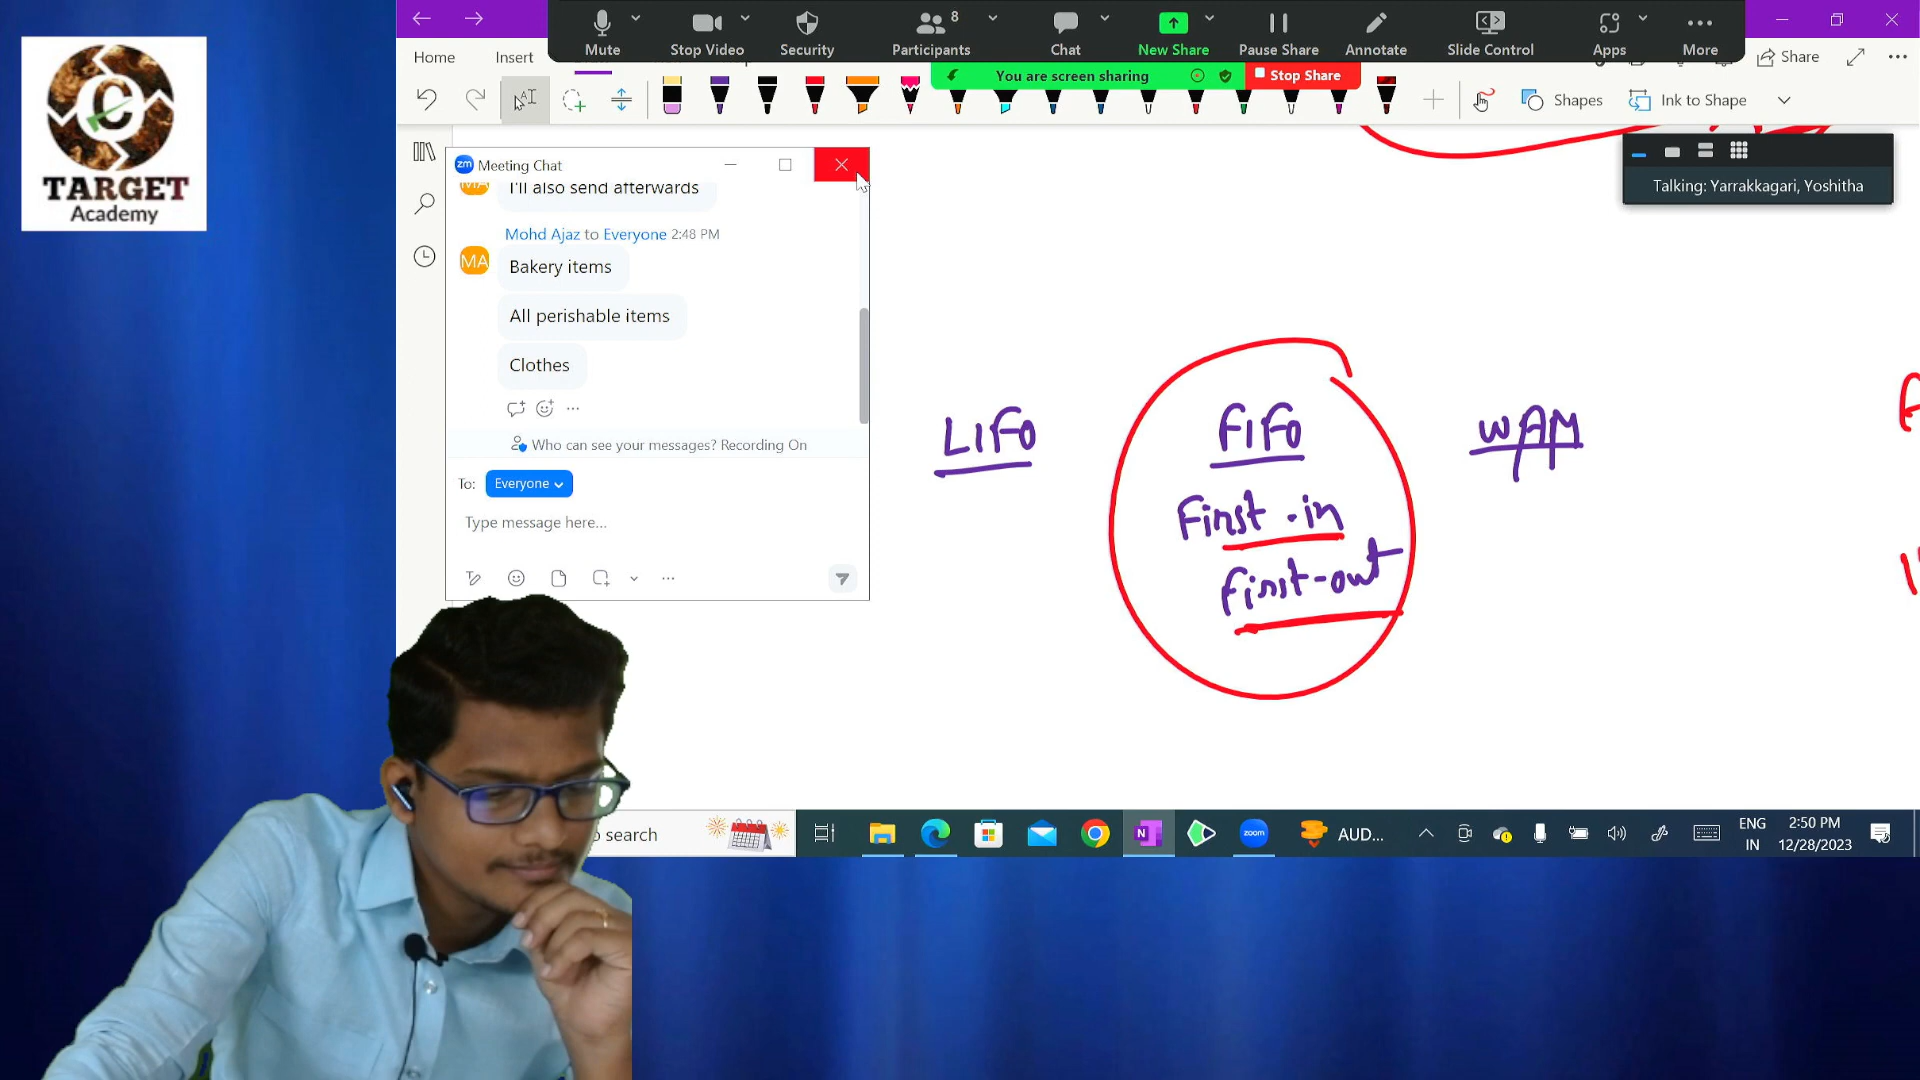 TARGET
Academy
Mute
Stop Video
Security
Participants
8
Chat
New Share
Pause Share
Annotate
Slide Control
Apps
More
Home
Insert
You are screen sharing
Stop Share
Share
Shapes
Ink to Shape
Talking: Yarrakkagari, Yoshitha
zm Meeting Chat
I'll also send afterwards
Mohd Ajaz to Everyone 2:48 PM
MA
Bakery items
All perishable items
Clothes
Who can see your messages? Recording On
To: Everyone
Type message here...
LIFO
FIFO
WAM
First-in
first-out
search
zoom
AUD...
ENG
IN
2:50 PM
12/28/2023